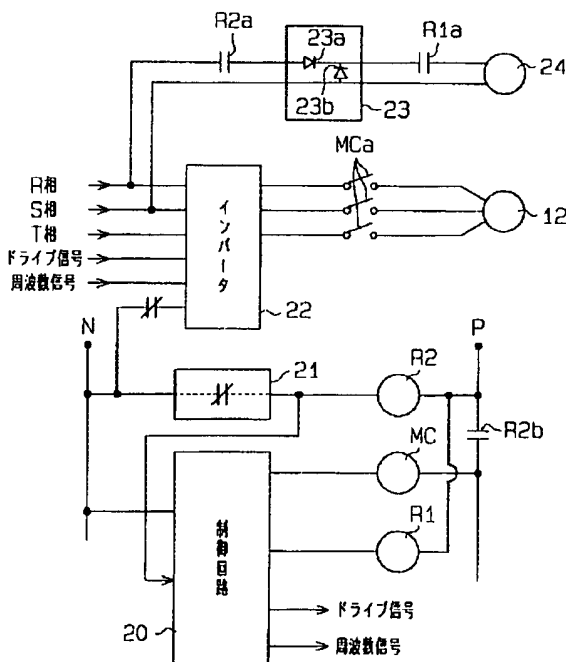 R2a
23a
R1a
24
23b
23
MCa
R相
S相
T相
ドライブ信号
周波数信号
インバータ
12
22
N
P
21
R2
R2b
MC
R1
制御回路
20
ドライブ信号
周波数信号